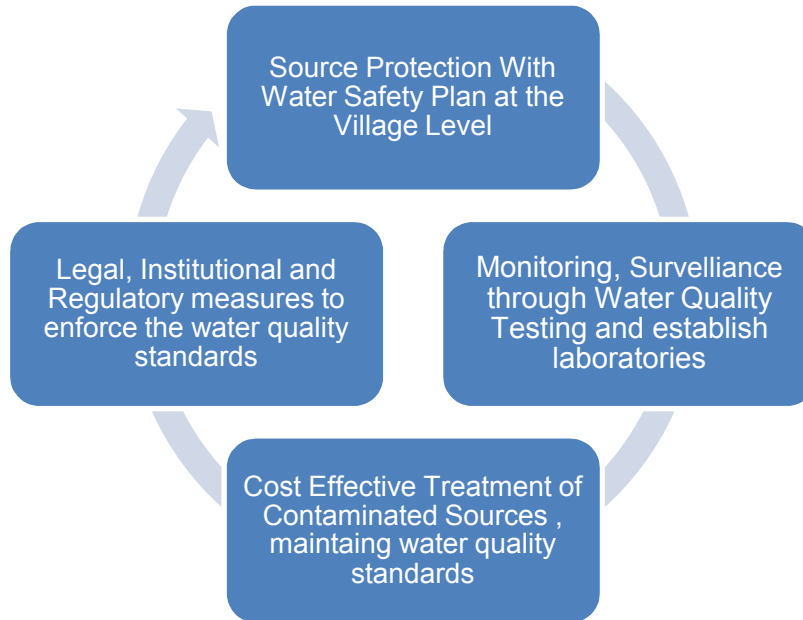 Source Protection With
Water Safety Plan at the
Village Level
Monitoring, Survelliance
through Water Quality
Testing and establish
laboratories
Cost Effective Treatment of
Contaminated Sources ,
maintaing water quality
standards
Legal, Institutional and
Regulatory measures to
enforce the water quality
standards